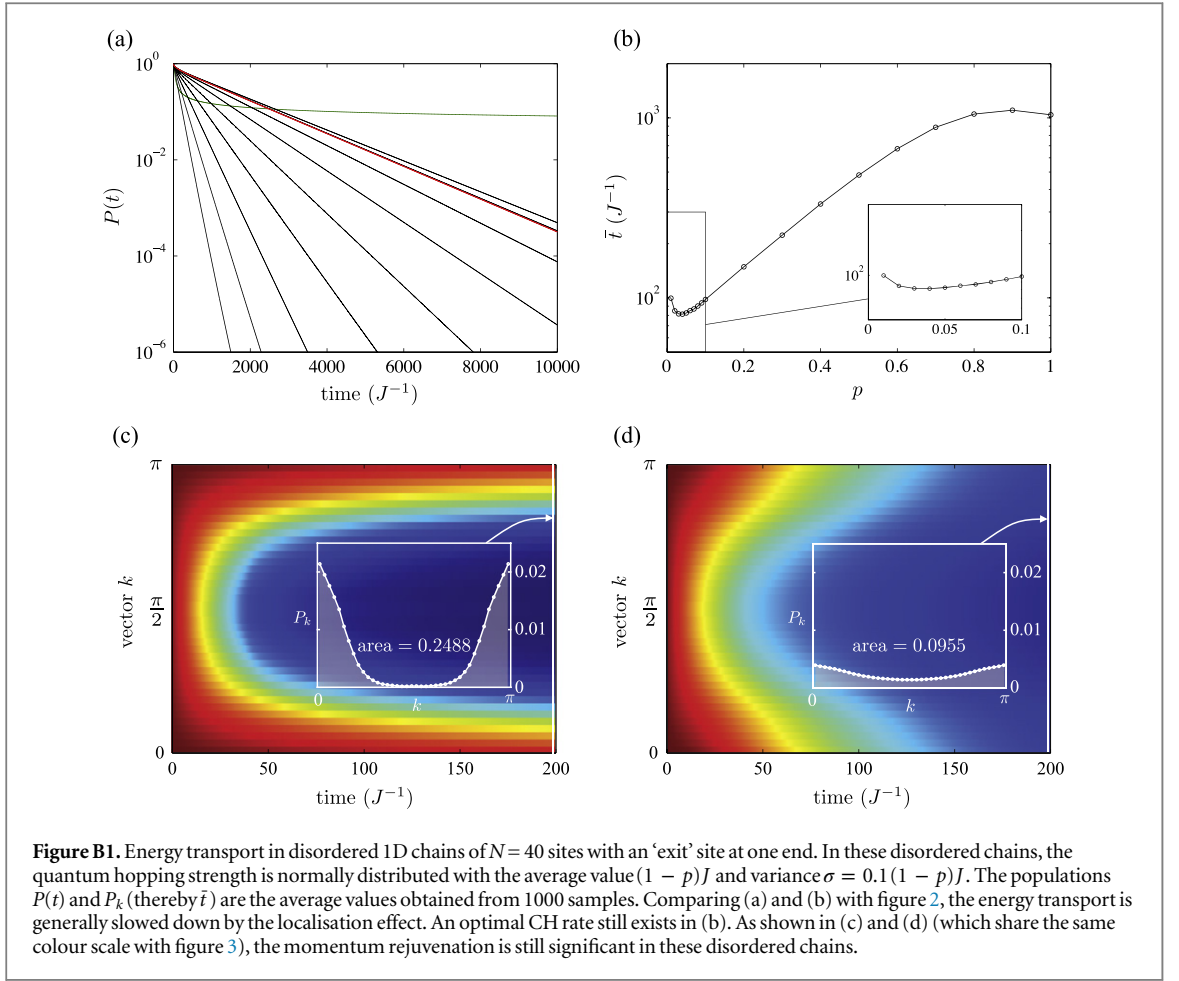 (a)
10^0
10^-2
10^-4
10^-6
P(t)
0 2000 4000 6000 8000 10000
time (J^-1)
(b)
10^3
10^2
t̄ (J^-1)
0 0.2 0.4 0.6 0.8 1
p
10^2
0 0.05 0.1
(c)
π
π/2
0
vector k
0 50 100 150 200
time (J^-1)
0.02
0.01
0
P_k
area = 0.2488
0 k π
(d)
π
π/2
0
vector k
0 50 100 150 200
time (J^-1)
0.02
0.01
0
P_k
area = 0.0955
0 k π
Figure B1. Energy transport in disordered 1D chains of N = 40 sites with an ‘exit’ site at one end. In these disordered chains, the
quantum hopping strength is normally distributed with the average value (1 − p)J and variance σ = 0.1(1 − p)J. The populations
P(t) and P_k (thereby t̄) are the average values obtained from 1000 samples. Comparing (a) and (b) with figure 2, the energy transport is
generally slowed down by the localisation effect. An optimal CH rate still exists in (b). As shown in (c) and (d) (which share the same
colour scale with figure 3), the momentum rejuvenation is still significant in these disordered chains.